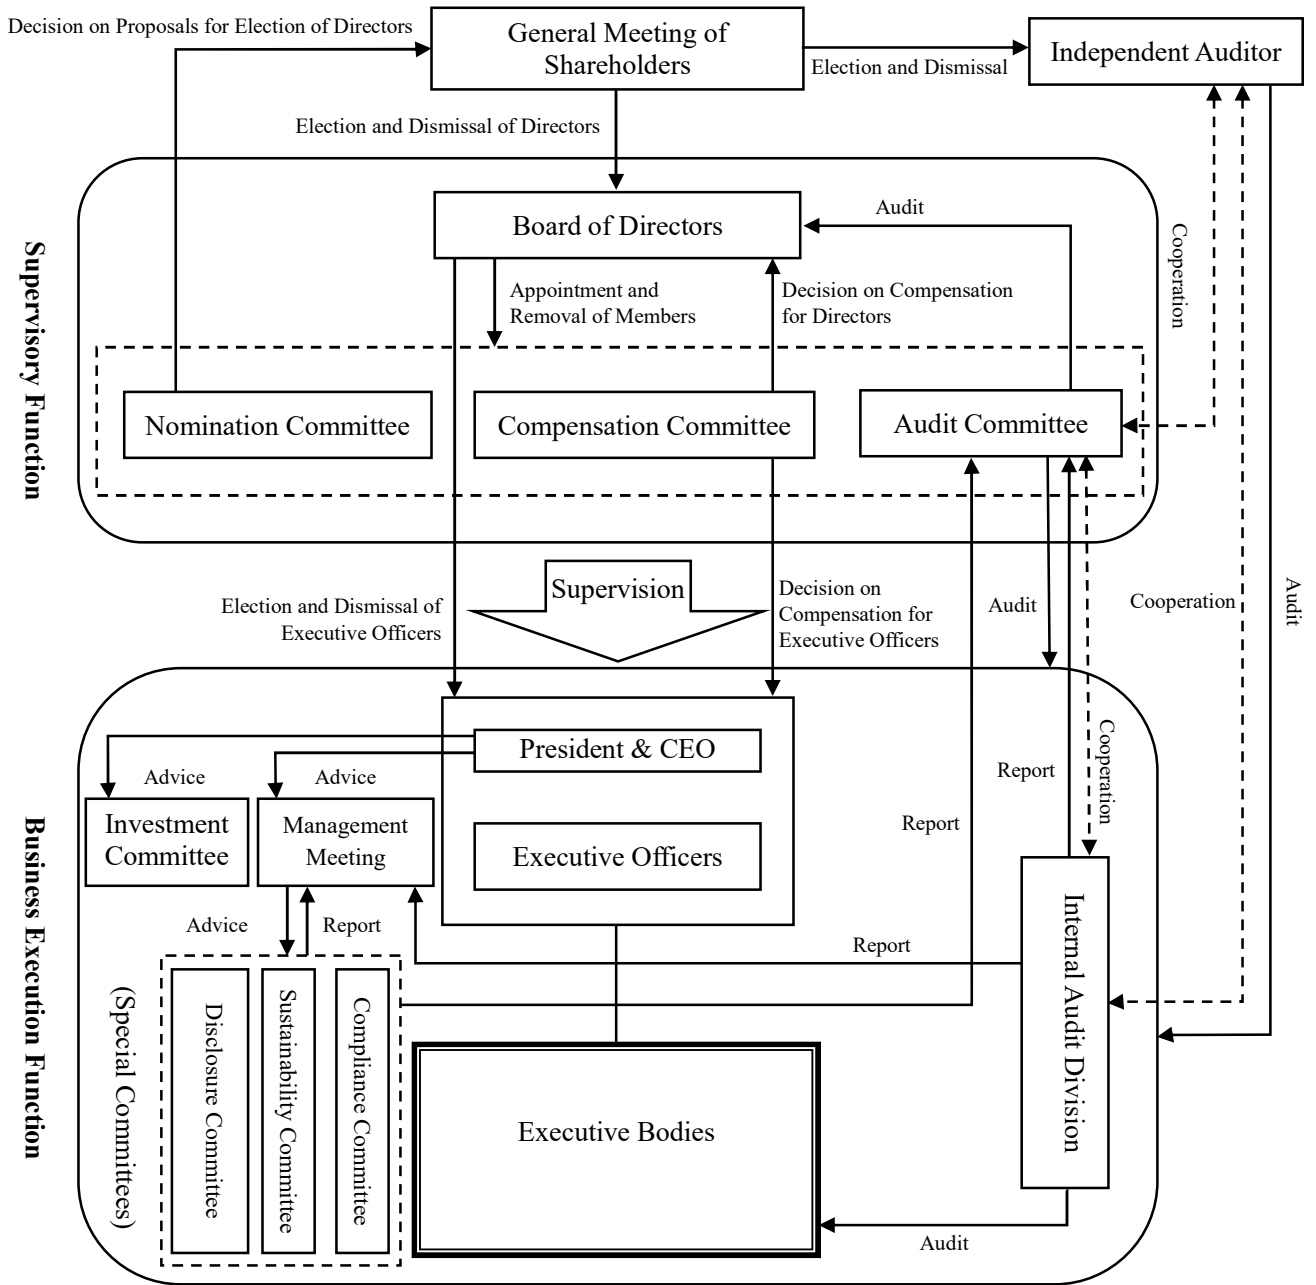 Decision on Proposals for Election of Directors
General Meeting of
Shareholders
Election and Dismissal
Independent Auditor
Election and Dismissal of Directors
Supervisory Function
Board of Directors
Audit
Cooperation
Appointment and
Removal of Members
Decision on Compensation
for Directors
Nomination Committee
Compensation Committee
Audit Committee
Election and Dismissal of
Executive Officers
Supervision
Decision on
Compensation for
Executive Officers
Audit
Cooperation
Audit
Business Execution Function
President & CEO
Advice
Advice
Investment
Committee
Management
Meeting
Executive Officers
Report
Report
Cooperation
Advice
Report
Report
(Special Committees)
Disclosure Committee
Sustainability Committee
Compliance Committee
Executive Bodies
Internal Audit Division
Audit